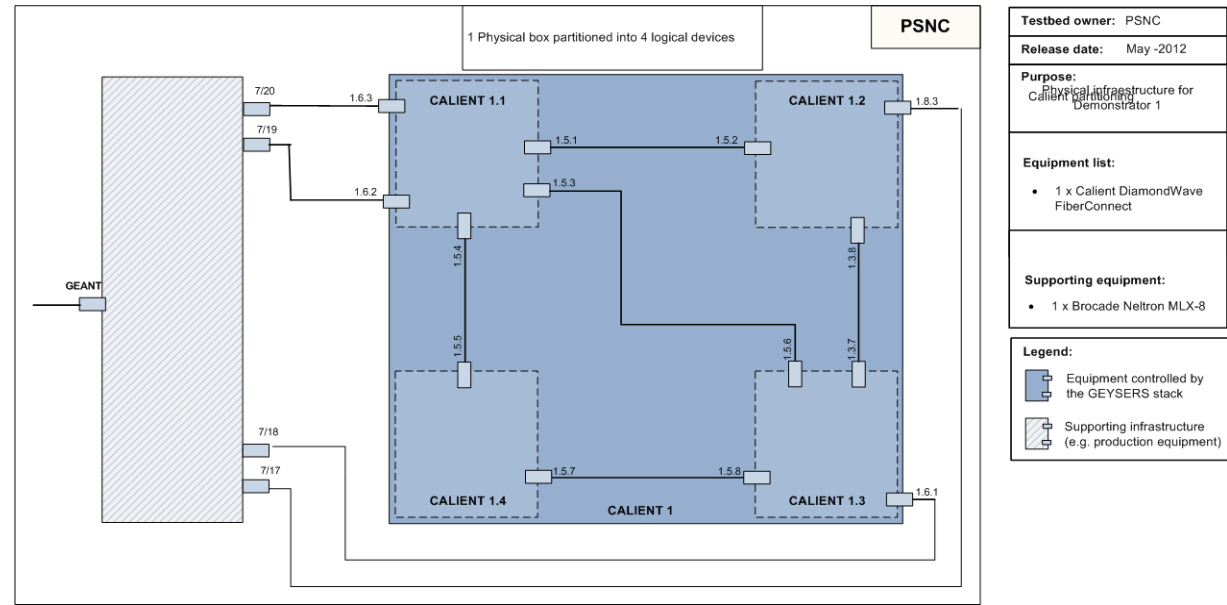 1 Physical box partitioned into 4 logical devices
PSNC
7/20
7/19
1.6.3
1.6.2
CALIENT 1.1
CALIENT 1.2
1.8.3
1.5.1
1.5.2
1.5.3
1.5.4
1.3.8
GEANT
1.5.5
1.5.6
1.3.7
7/18
7/17
1.5.7
1.5.8
CALIENT 1.4
CALIENT 1
CALIENT 1.3
1.6.1
Testbed owner: PSNC
Release date: May -2012
Purpose:
Calient partitioning
Physical infraestructure for
Demonstrator 1
Equipment list:
• 1 x Calient DiamondWave
FiberConnect
Supporting equipment:
• 1 x Brocade NeItron MLX-8
Legend:
Equipment controlled by
the GEYSERS stack
Supporting infrastructure
(e.g. production equipment)